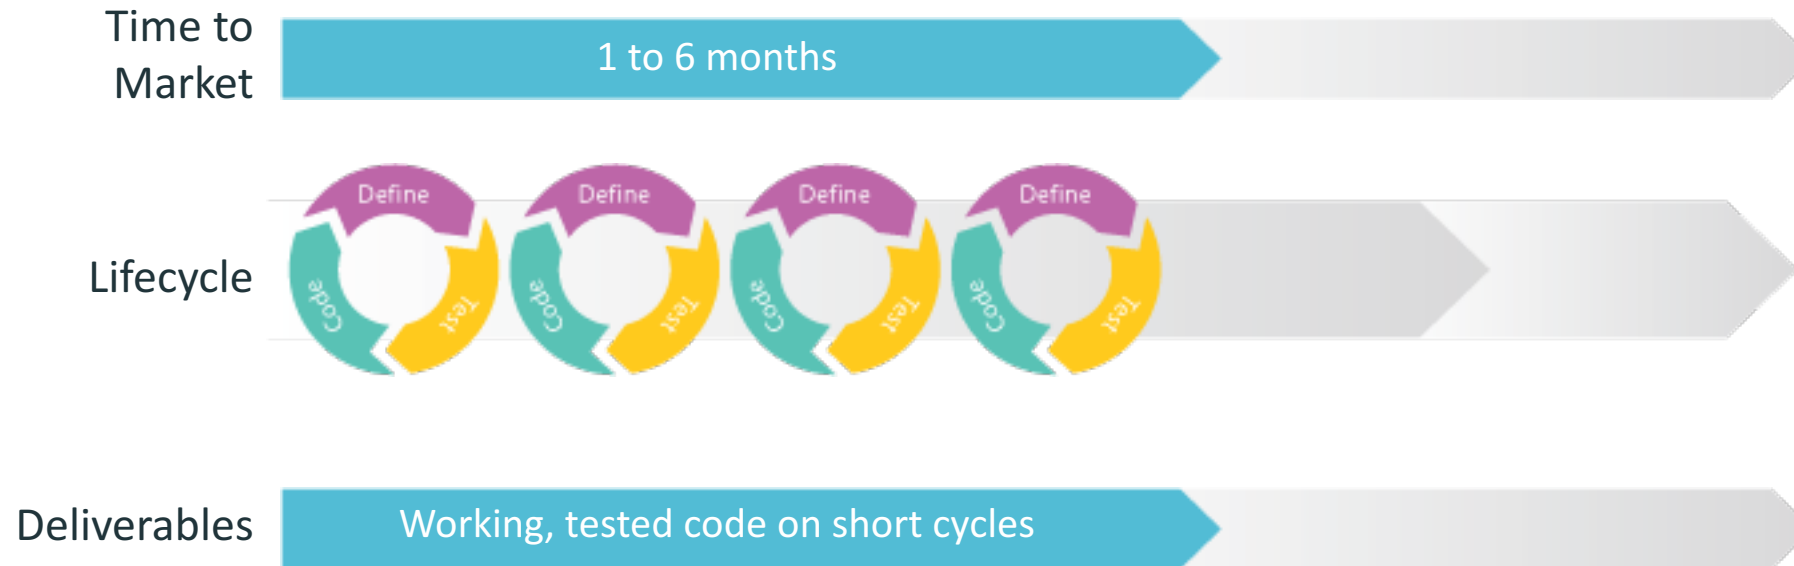 Time to
Market
1 to 6 months
Define
Test
Code
Define
Test
Code
Define
Test
Code
Define
Test
Code
Lifecycle
Deliverables
Working, tested code on short cycles